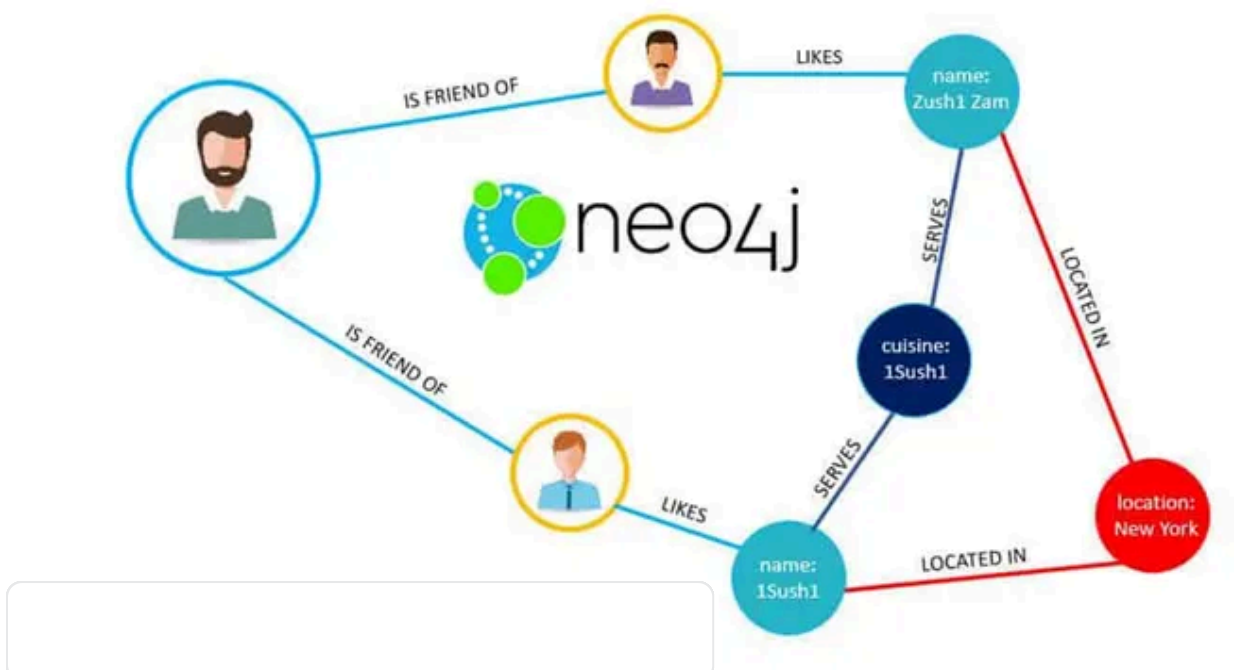 LIKES
name:
Zush1 Zam
IS FRIEND OF
neo4j
SERVES
LOCATED IN
cuisine:
1Sush1
IS FRIEND OF
SERVES
LIKES
location:
New York
LOCATED IN
name:
1Sush1